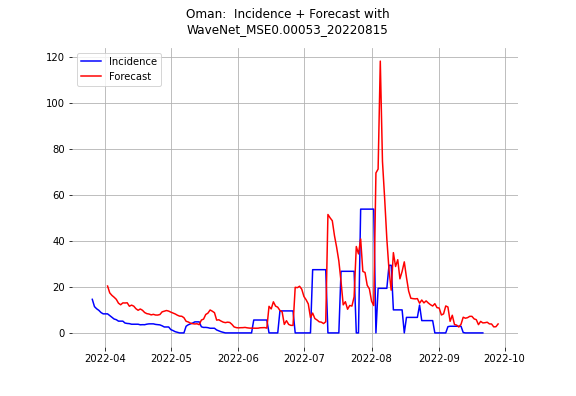 Oman:  Incidence + Forecast with
WaveNet_MSE0.00053_20220815
Incidence
Forecast
120
100
80
60
40
20
0
2022-04 2022-05 2022-06 2022-07 2022-08 2022-09 2022-10